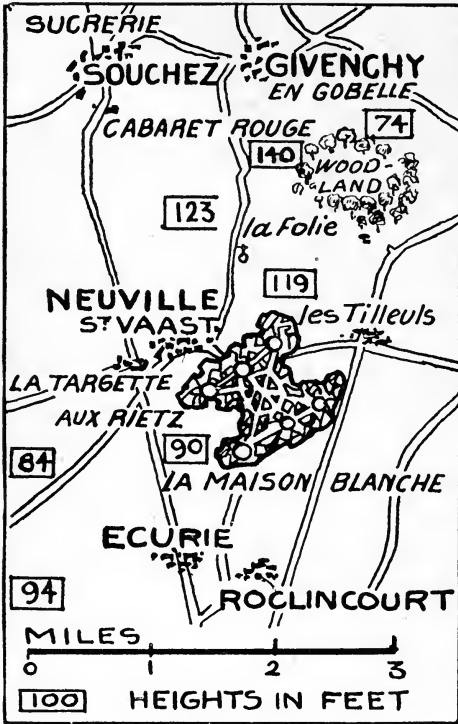 SUCRERIE
SOUCHEZ
GIVENCHY
EN GOBELLE
CABARET ROUGE
74
140
WOOD-
LAND
123
la Folie
119
NEUVILLE
ST VAAST
les Tilleuls
LA TARGETTE
AUX RIETZ
90
84
LA MAISON BLANCHE
ECURIE
94
ROCLINCOURT
MILES
0 1 2 3
100 HEIGHTS IN FEET